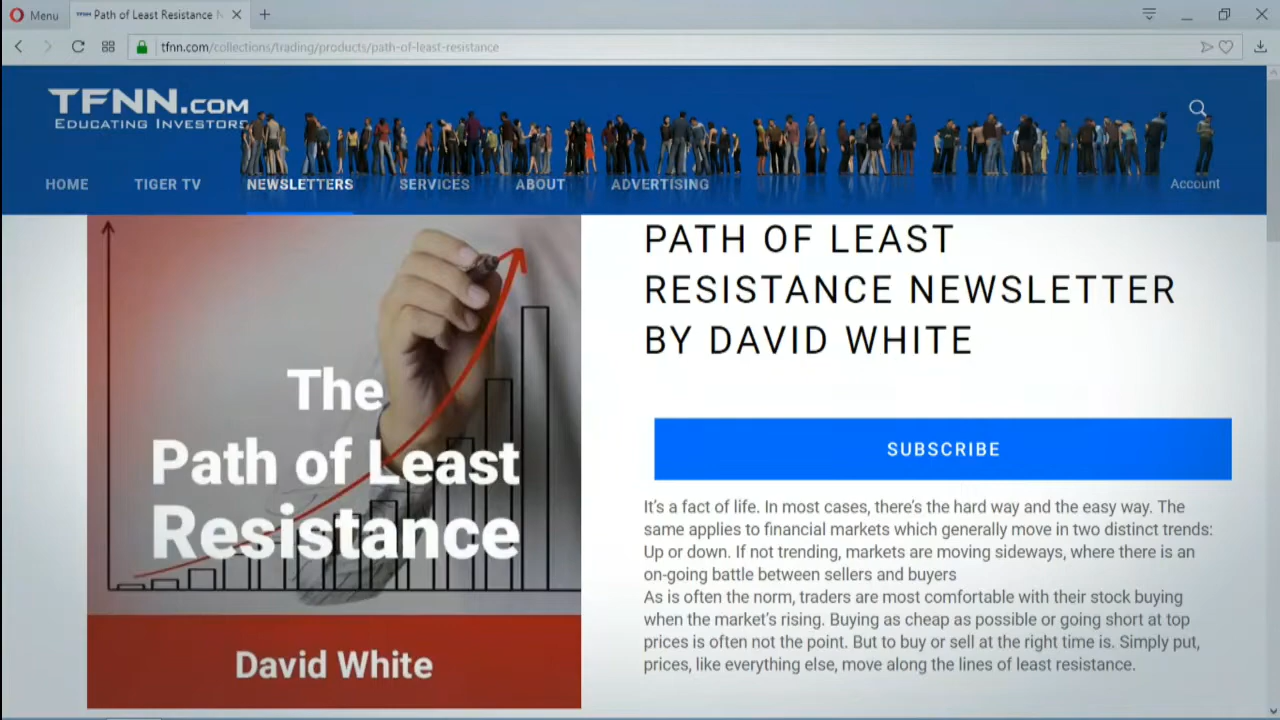 Menu
Path of Least Resistance N
tfnn.com/collections/trading/products/path-of-least-resistance
TFNN.COM
EDUCATING INVESTORS
HOME TIGER TV NEWSLETTERS SERVICES ABOUT ADVERTISING Account
The
Path of Least
Resistance
David White
PATH OF LEAST
RESISTANCE NEWSLETTER
BY DAVID WHITE
SUBSCRIBE
It's a fact of life. In most cases, there's the hard way and the easy way. The
same applies to financial markets which generally move in two distinct trends:
Up or down. If not trending, markets are moving sideways, where there is an
on-going battle between sellers and buyers
As is often the norm, traders are most comfortable with their stock buying
when the market's rising. Buying as cheap as possible or going short at top
prices is often not the point. But to buy or sell at the right time is. Simply put,
prices, like everything else, move along the lines of least resistance.